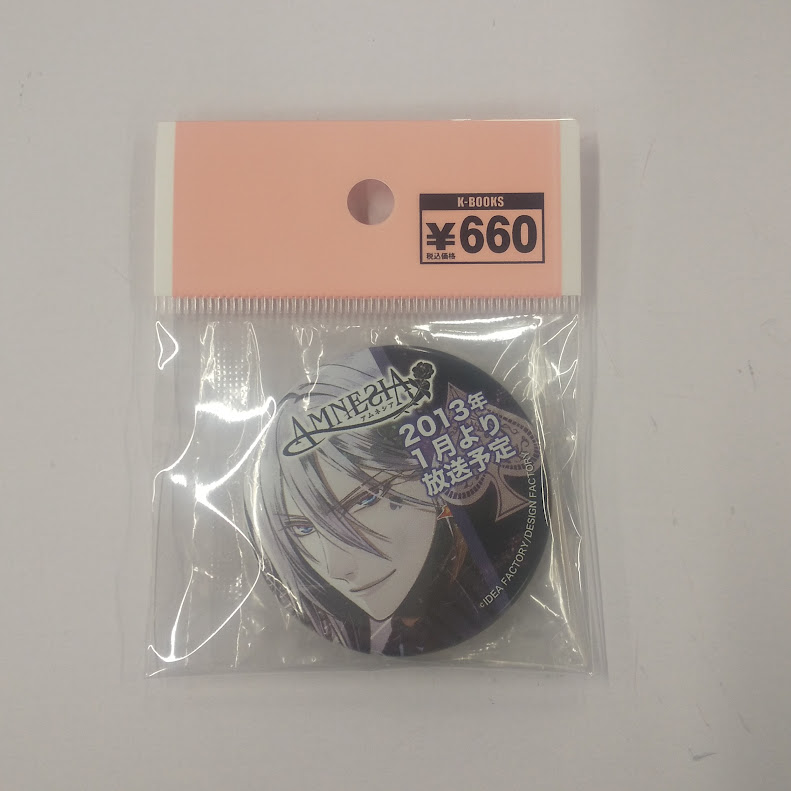 K-BOOKS
¥660
税込価格
AMNESIA
アムネシア
2013年
1月より
放送予定
©IDEA FACTORY/DESIGN FACTORY